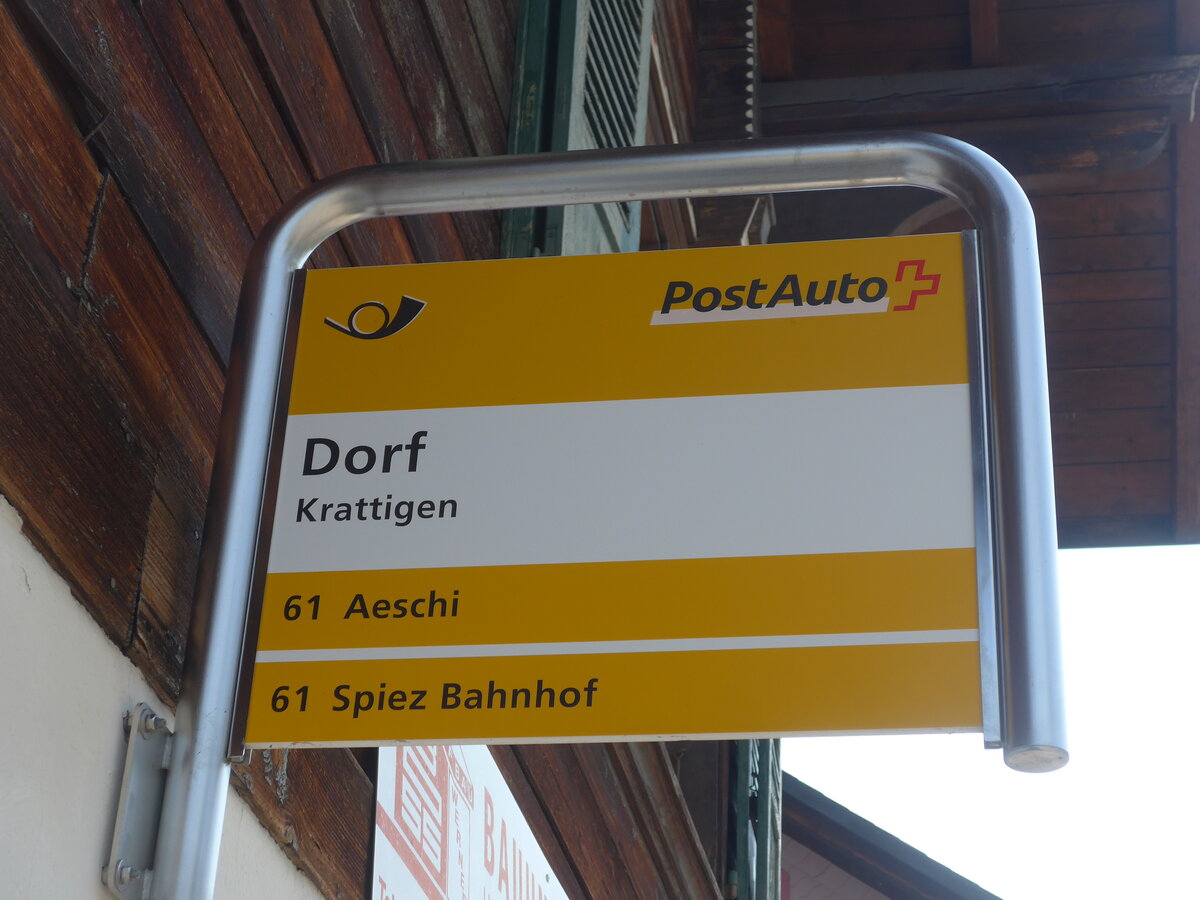 PostAuto
Dorf
Krattigen
61 Aeschi
61 Spiez Bahnhof